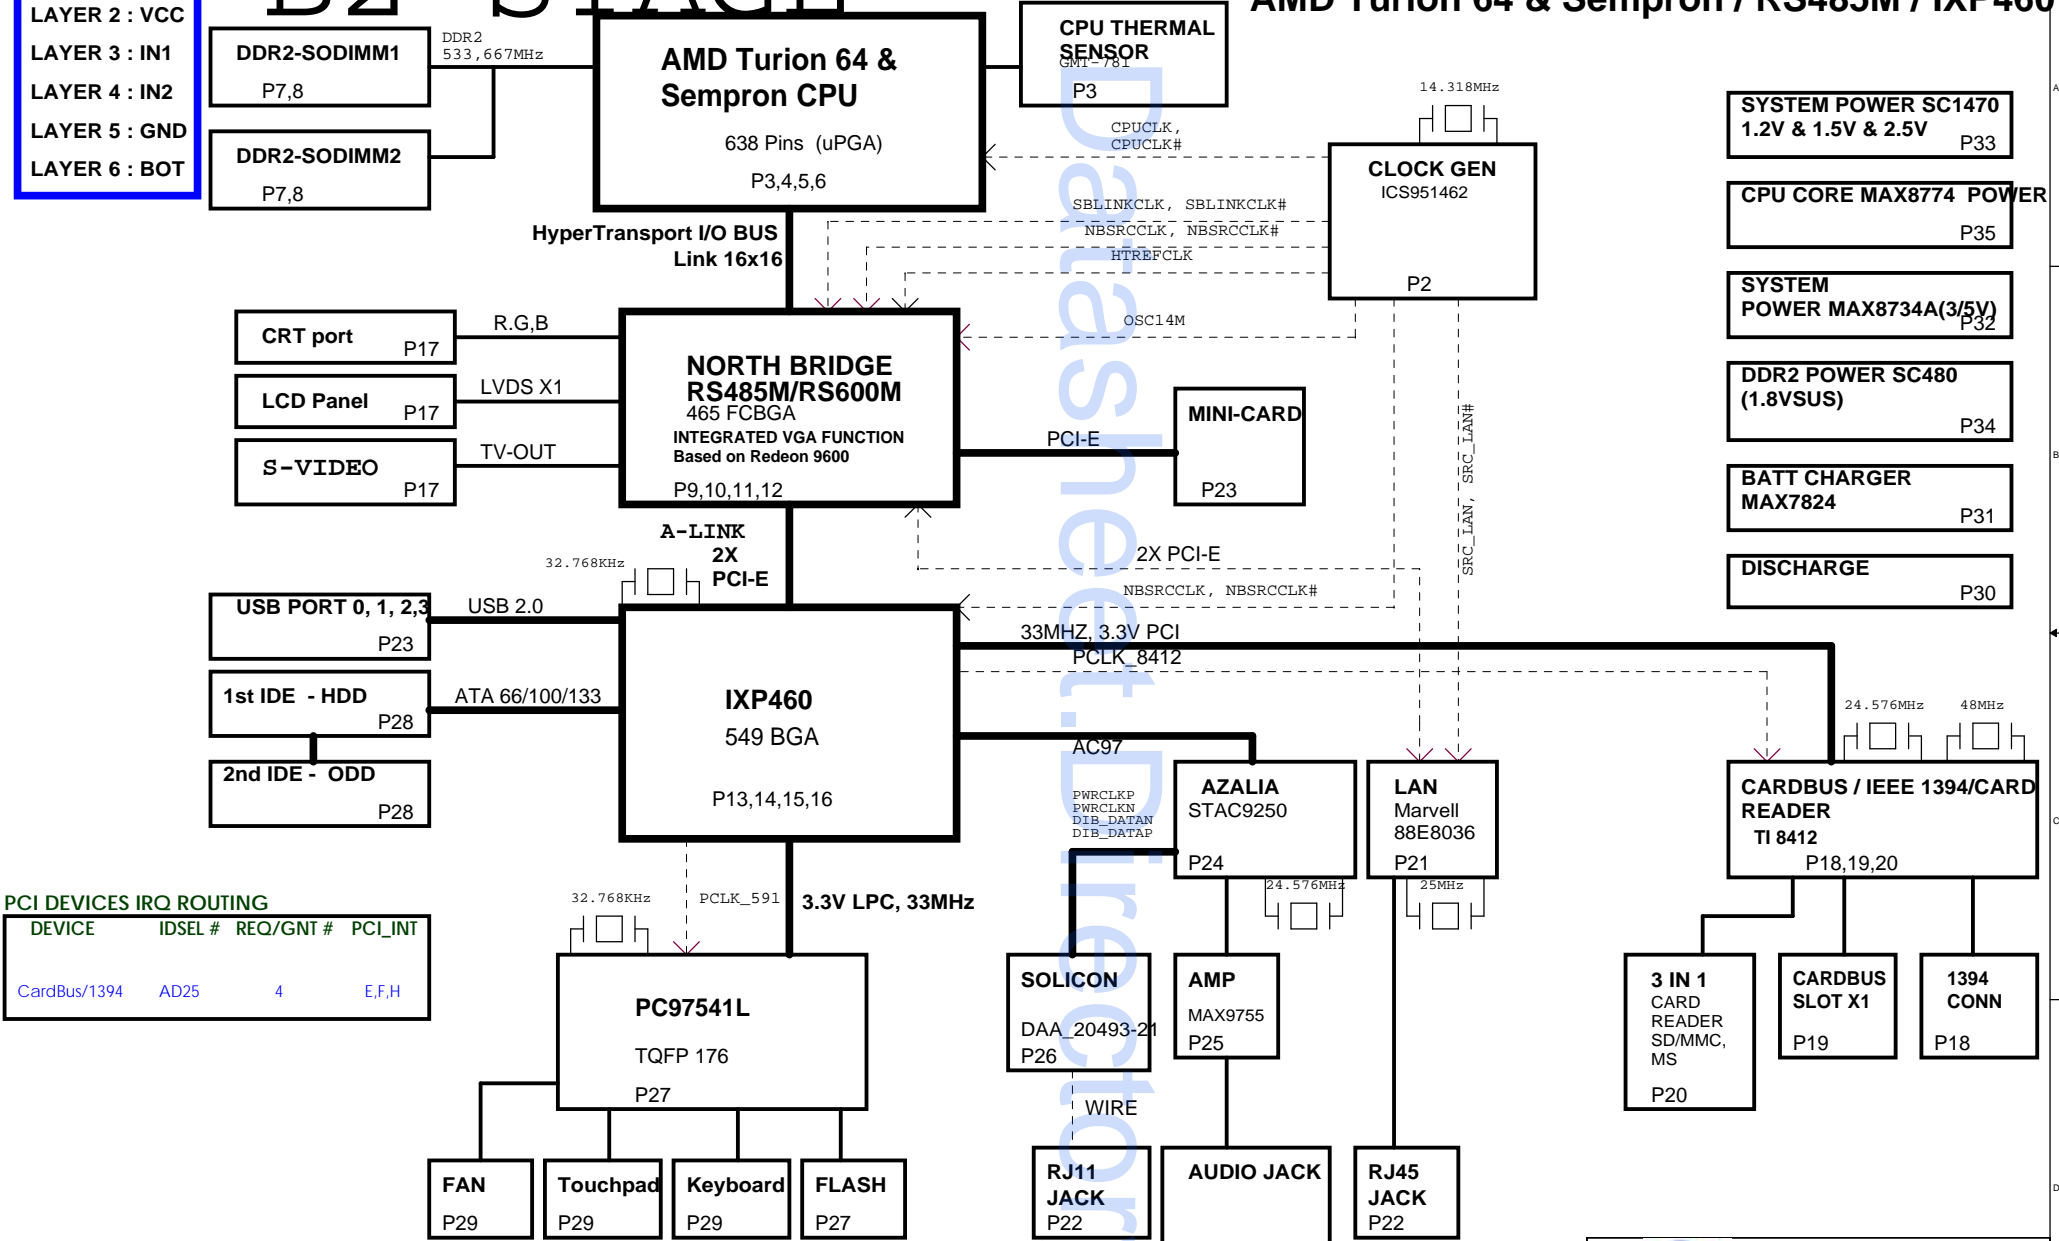 B2 STAGE
AMD Turion 64 & Sempron / RS485M / IXP460
LAYER 2 : VCC
LAYER 3 : IN1
LAYER 4 : IN2
LAYER 5 : GND
LAYER 6 : BOT
DDR2-SODIMM1
P7,8
DDR2-SODIMM2
P7,8
DDR2
533,667MHz
AMD Turion 64 &
Sempron CPU
638 Pins (uPGA)
P3,4,5,6
CPU THERMAL
SENSOR
GMT-781
P3
14.318MHz
CPUCLK,
CPUCLK#
CLOCK GEN
ICS951462
P2
SBLINKCLK, SBLINKCLK#
NBSRCCLK, NBSRCCLK#
HTREFCLK
OSC14M
HyperTransport I/O BUS
Link 16x16
SYSTEM POWER SC1470
1.2V & 1.5V & 2.5V
P33
CPU CORE MAX8774 POWER
P35
SYSTEM
POWER MAX8734A(3/5V)
P32
DDR2 POWER SC480
(1.8VSUS)
P34
BATT CHARGER
MAX7824
P31
DISCHARGE
P30
CRT port
P17
R.G,B
LCD Panel
P17
LVDS X1
S-VIDEO
P17
TV-OUT
NORTH BRIDGE
RS485M/RS600M
465 FCBGA
INTEGRATED VGA FUNCTION
Based on Redeon 9600
P9,10,11,12
PCI-E
MINI-CARD
P23
SRC_LAN, SRC_LAN#
A-LINK
2X
PCI-E
32.768KHz
2X PCI-E
NBSRCCLK, NBSRCCLK#
USB PORT 0, 1, 2,3
P23
USB 2.0
1st IDE - HDD
P28
ATA 66/100/133
2nd IDE - ODD
P28
IXP460
549 BGA
P13,14,15,16
33MHZ, 3.3V PCI
PCLK_8412
AC97
24.576MHz
48MHz
PWRCLKP
PWRCLKN
DIB_DATAN
DIB_DATAP
AZALIA
STAC9250
P24
LAN
Marvell
88E8036
P21
CARDBUS / IEEE 1394/CARD
READER
TI 8412
P18,19,20
24.576MHz
25MHz
PCI DEVICES IRQ ROUTING
DEVICE IDSEL # REQ/GNT # PCI_INT
CardBus/1394 AD25 4 E,F,H
32.768KHz
PCLK_591
3.3V LPC, 33MHz
PC97541L
TQFP 176
P27
SOLICON
DAA_20493-21
P26
AMP
MAX9755
P25
3 IN 1
CARD
READER
SD/MMC,
MS
P20
CARDBUS
SLOT X1
P19
1394
CONN
P18
WIRE
FAN
P29
Touchpad
P29
Keyboard
P29
FLASH
P27
RJ11
JACK
P22
AUDIO JACK
RJ45
JACK
P22
A
B
C
D
DatasheetDirector